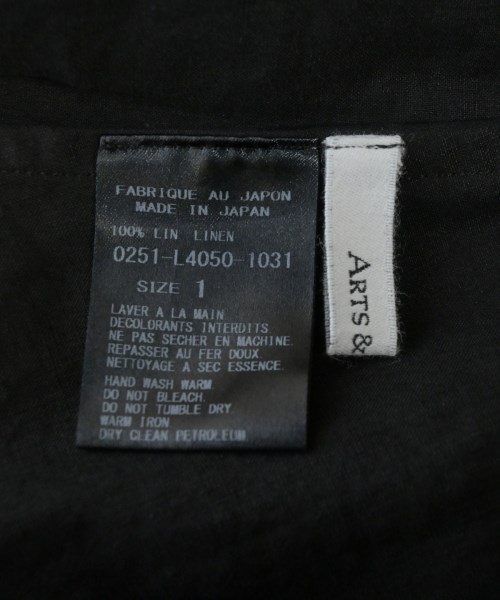 FABRIQUE AU JAPON
MADE IN JAPAN
100% LIN LINEN
0251-L4050-1031
SIZE 1
LAVER A LA MAIN
DECOLORANTS INTERDITS
NE PAS SECHER EN MACHINE.
REPASSER AU FER DOUX.
NETTOYAGE A SEC ESSENCE.
HAND WASH WARM.
DO NOT BLEACH.
DO NOT TUMBLE DRY.
WARM IRON
DRY CLEAN PETROLEUM.
ARTS &